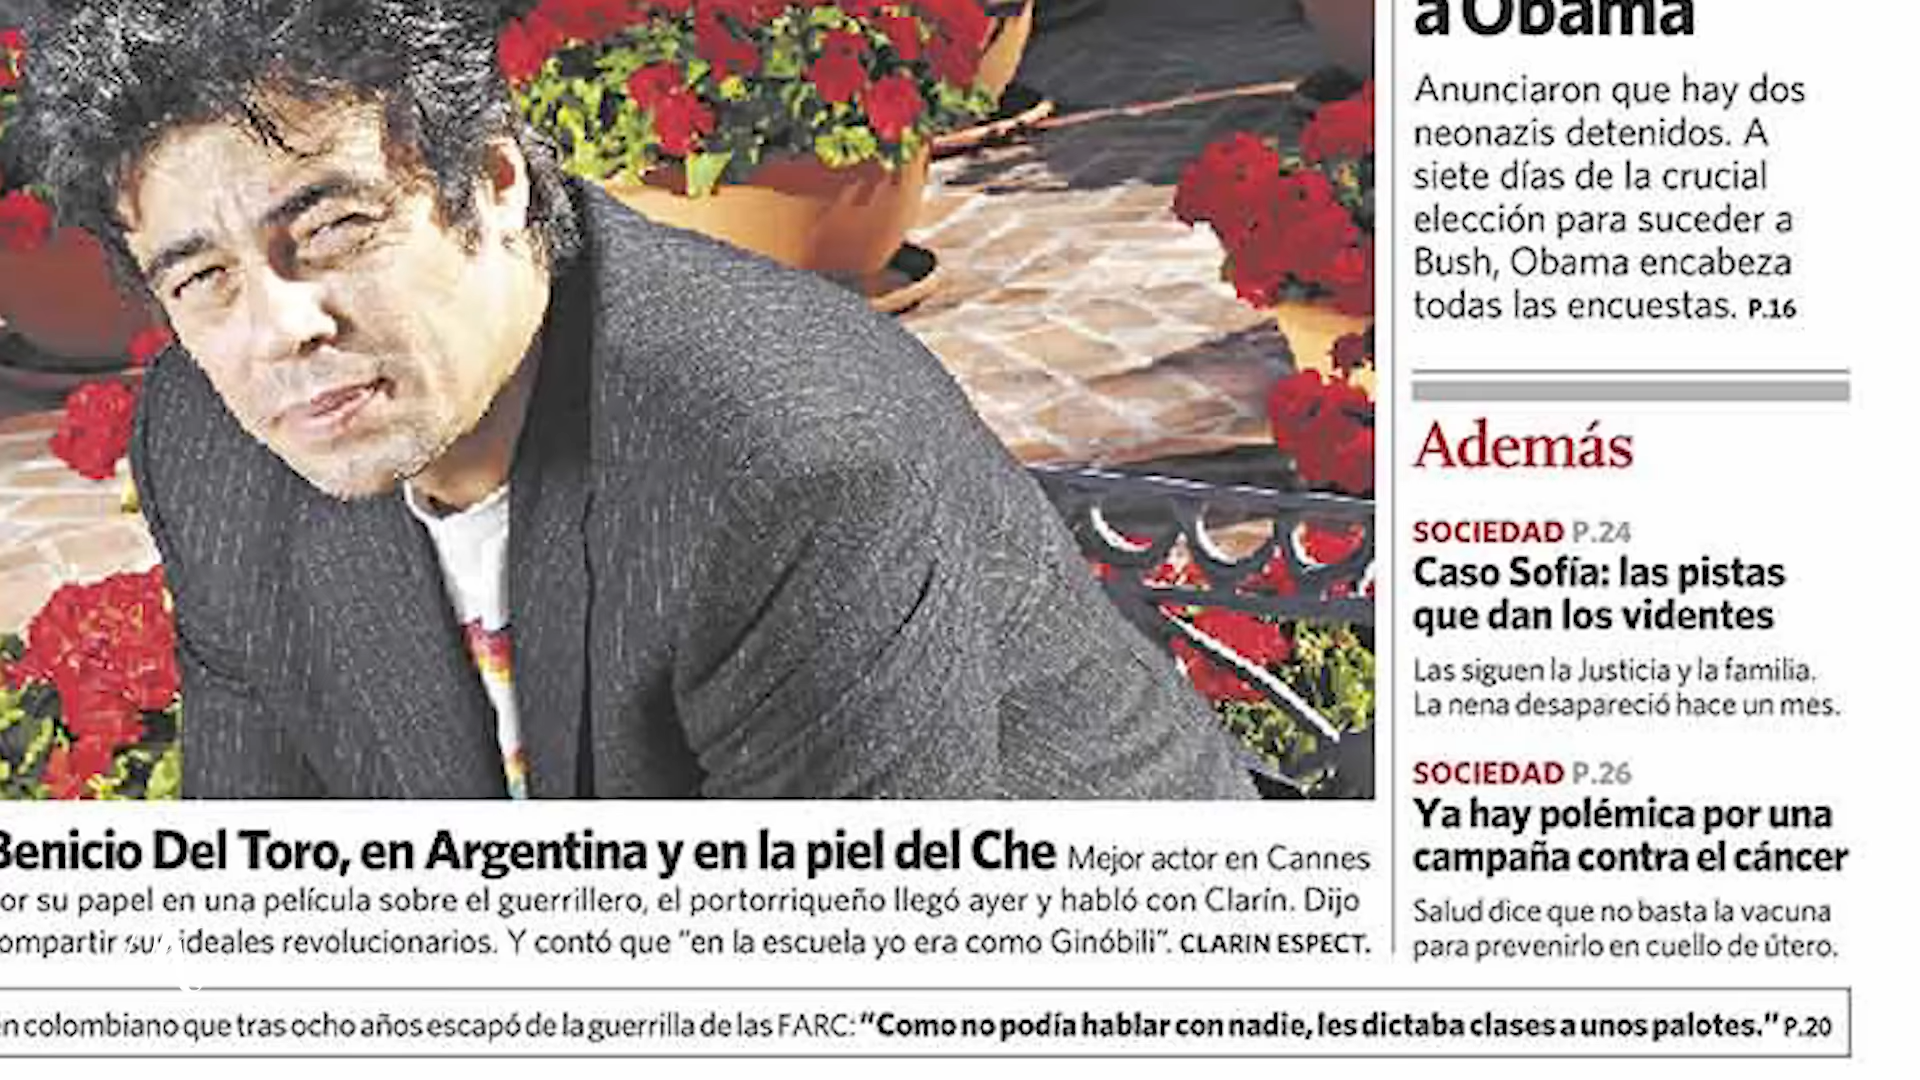 a Obama
Anunciaron que hay dos
neonazis detenidos. A
siete días de la crucial
elección para suceder a
Bush, Obama encabeza
todas las encuestas. P.16
Además
SOCIEDAD P.24
Caso Sofía: las pistas
que dan los videntes
Las siguen la Justicia y la familia.
La nena desapareció hace un mes.
SOCIEDAD P.26
Ya hay polémica por una
campaña contra el cáncer
Salud dice que no basta la vacuna
para prevenirlo en cuello de útero.
Benicio Del Toro, en Argentina y en la piel del Che Mejor actor en Cannes
or su papel en una película sobre el guerrillero, el portorriqueño llegó ayer y habló con Clarín. Dijo
ompartir sus ideales revolucionarios. Y contó que "en la escuela yo era como Ginóbili". CLARIN ESPECT.
en colombiano que tras ocho años escapó de la guerrilla de las FARC: "Como no podía hablar con nadie, les dictaba clases a unos palotes." P.20